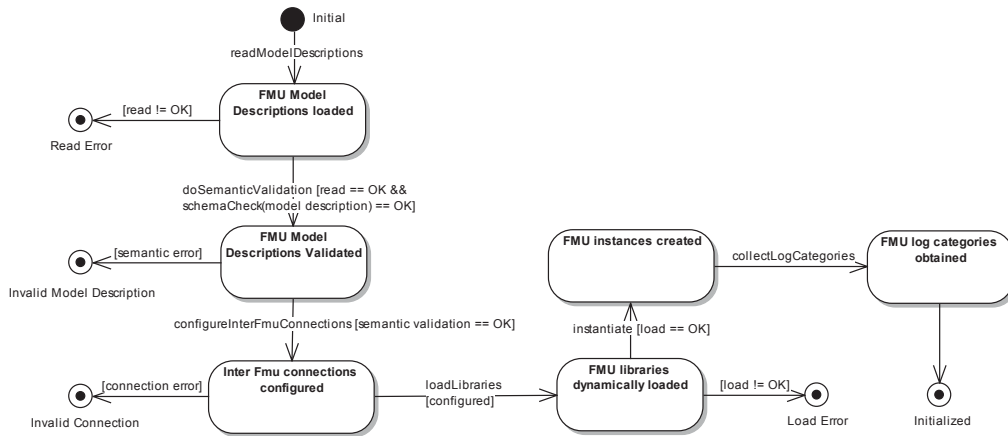 Initial
readModelDescriptions
FMU Model
Descriptions loaded
[read != OK]
Read Error
doSemanticValidation [read == OK &&
schemaCheck(model description) == OK]
FMU Model
Descriptions Validated
[semantic error]
Invalid Model Description
configureInterFmuConnections [semantic validation == OK]
Inter Fmu connections
configured
[connection error]
Invalid Connection
loadLibraries
[configured]
FMU libraries
dynamically loaded
[load != OK]
Load Error
instantiate [load == OK]
FMU instances created
collectLogCategories
FMU log categories
obtained
Initialized